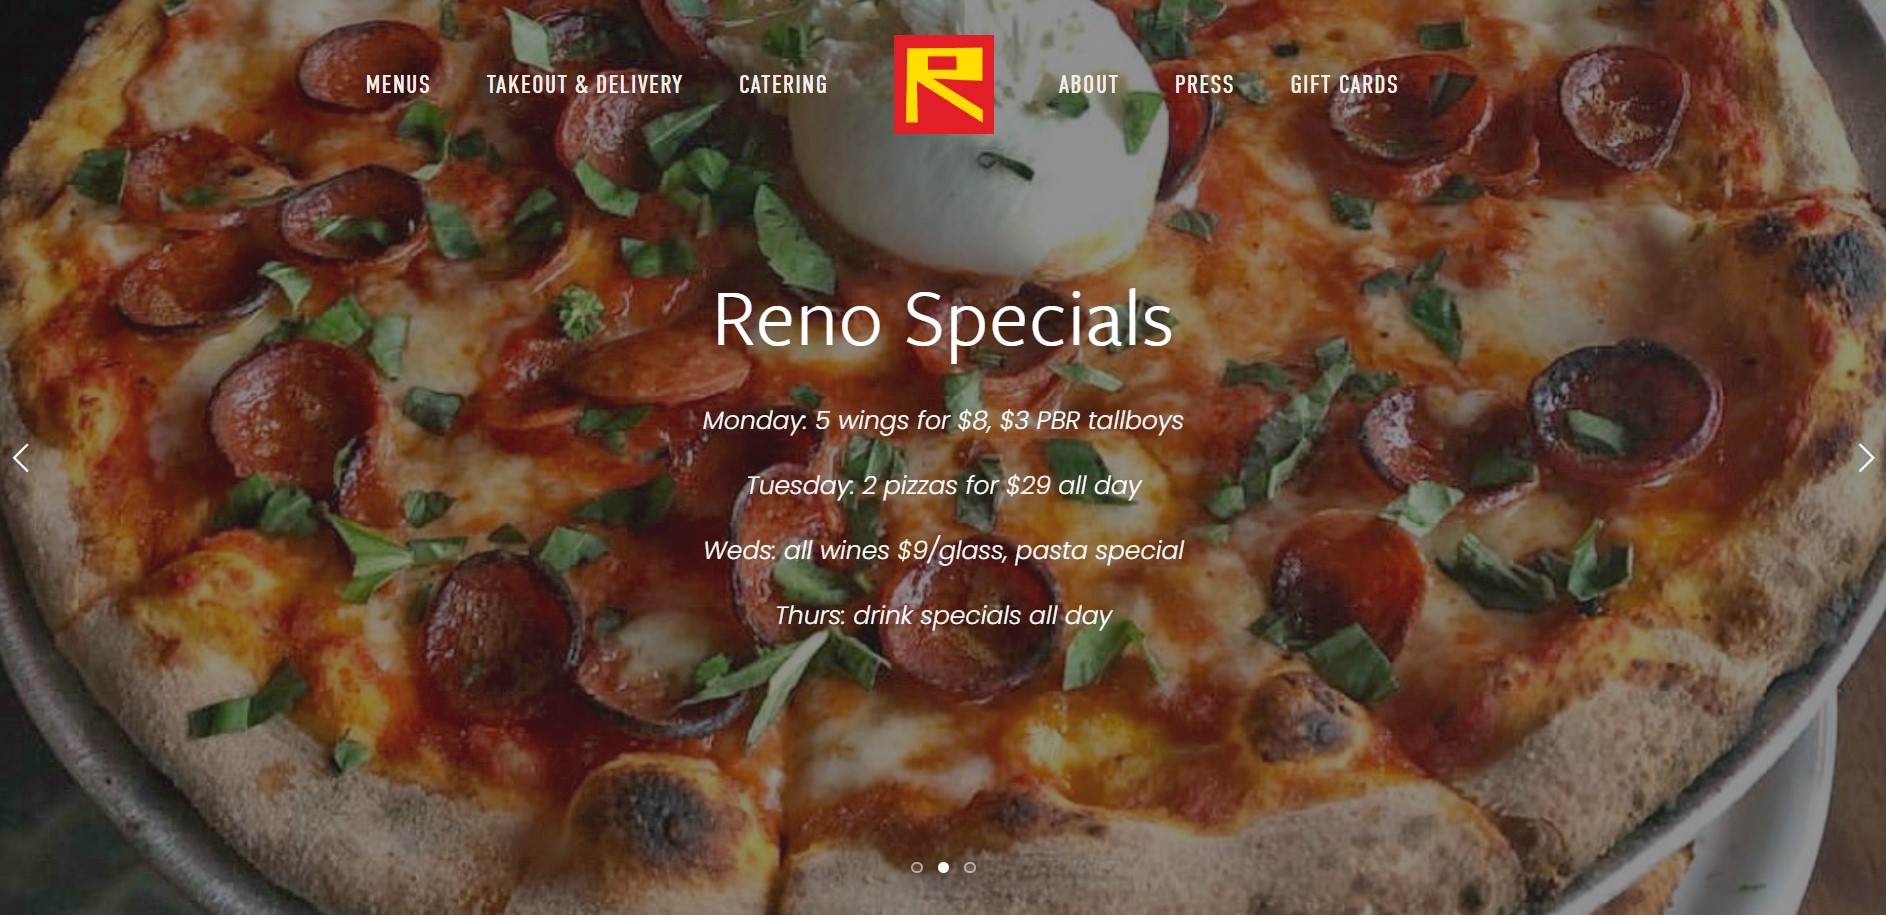 MENUS
TAKEOUT & DELIVERY
CATERING
R
ABOUT
PRESS
GIFT CARDS
Reno Specials
Monday: 5 wings for $8, $3 PBR tallboys
Tuesday: 2 pizzas for $29 all day
Weds: all wines $9/glass, pasta special
Thurs: drink specials all day